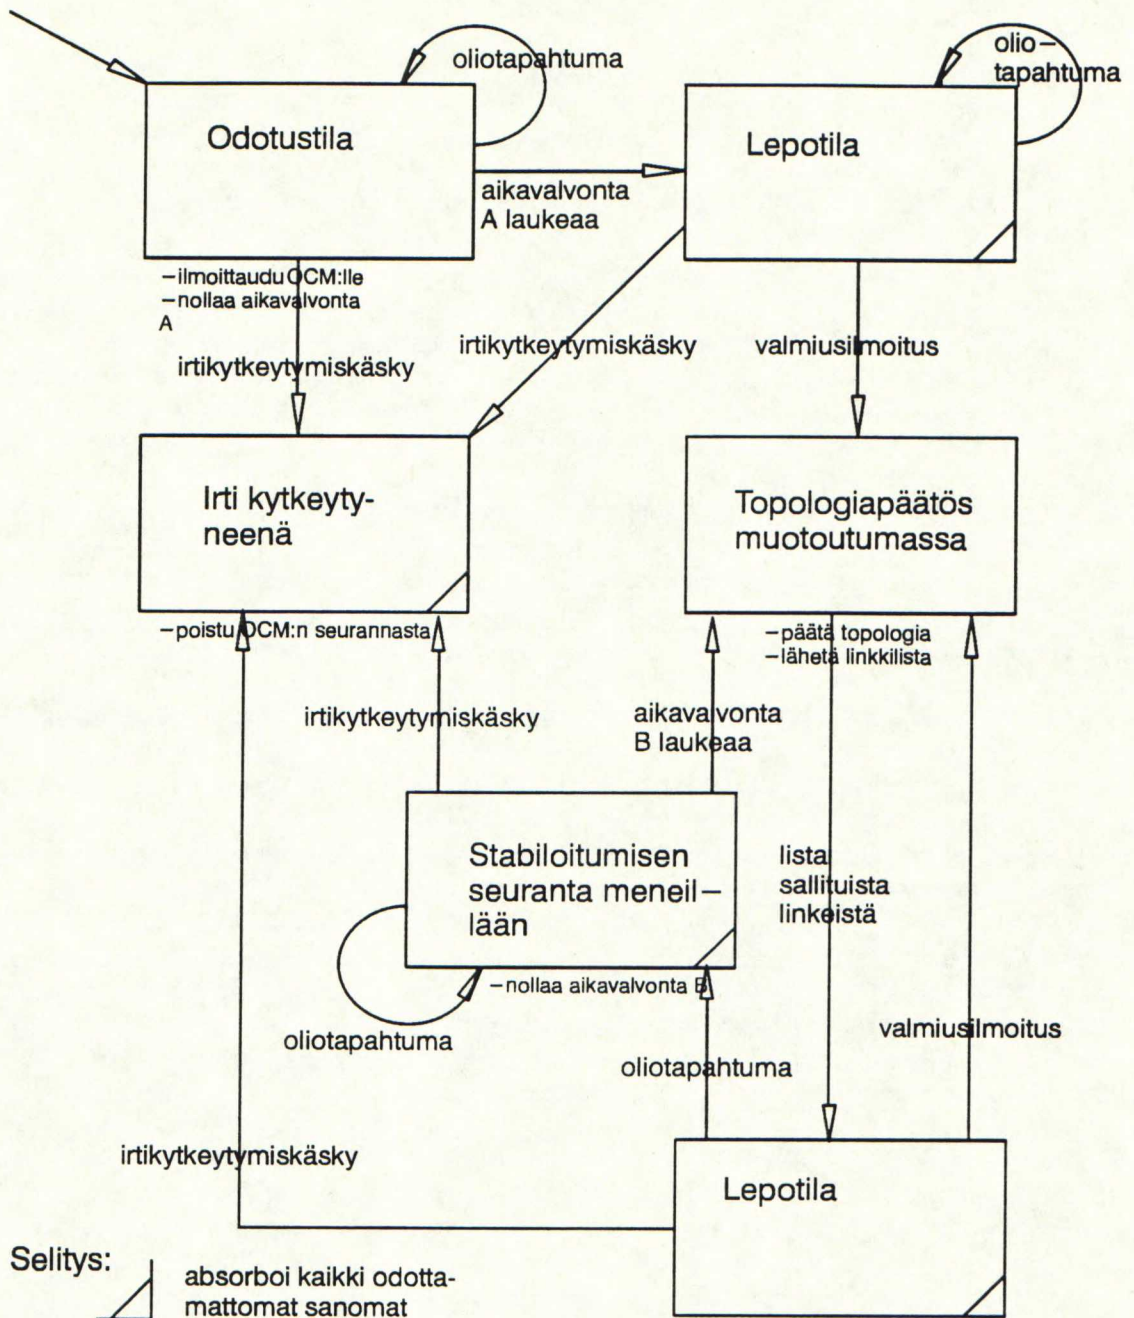 oliotapahtuma
olio–
tapahtuma
Odotustila
Lepotila
aikavalvonta
A laukeaa
–ilmoittaudu OCM:lle
–nollaa aikavalvonta
A
irtikytkeytymiskäsky
irtikytkeytymiskäsky
valmiusilmoitus
Irti kytkeyty-
neenä
Topologiapäätös
muotoutumassa
–poistu OCM:n seurannasta
–päätä topologia
–lähetä linkkilista
irtikytkeytymiskäsky
aikavalvonta
B laukeaa
Stabiloitumisen
seuranta meneil–
lään
lista
sallituista
linkeistä
–nollaa aikavalvonta B
oliotapahtuma
valmiusilmoitus
oliotapahtuma
irtikytkeytymiskäsky
Lepotila
Selitys:
absorboi kaikki odotta-
mattomat sanomat